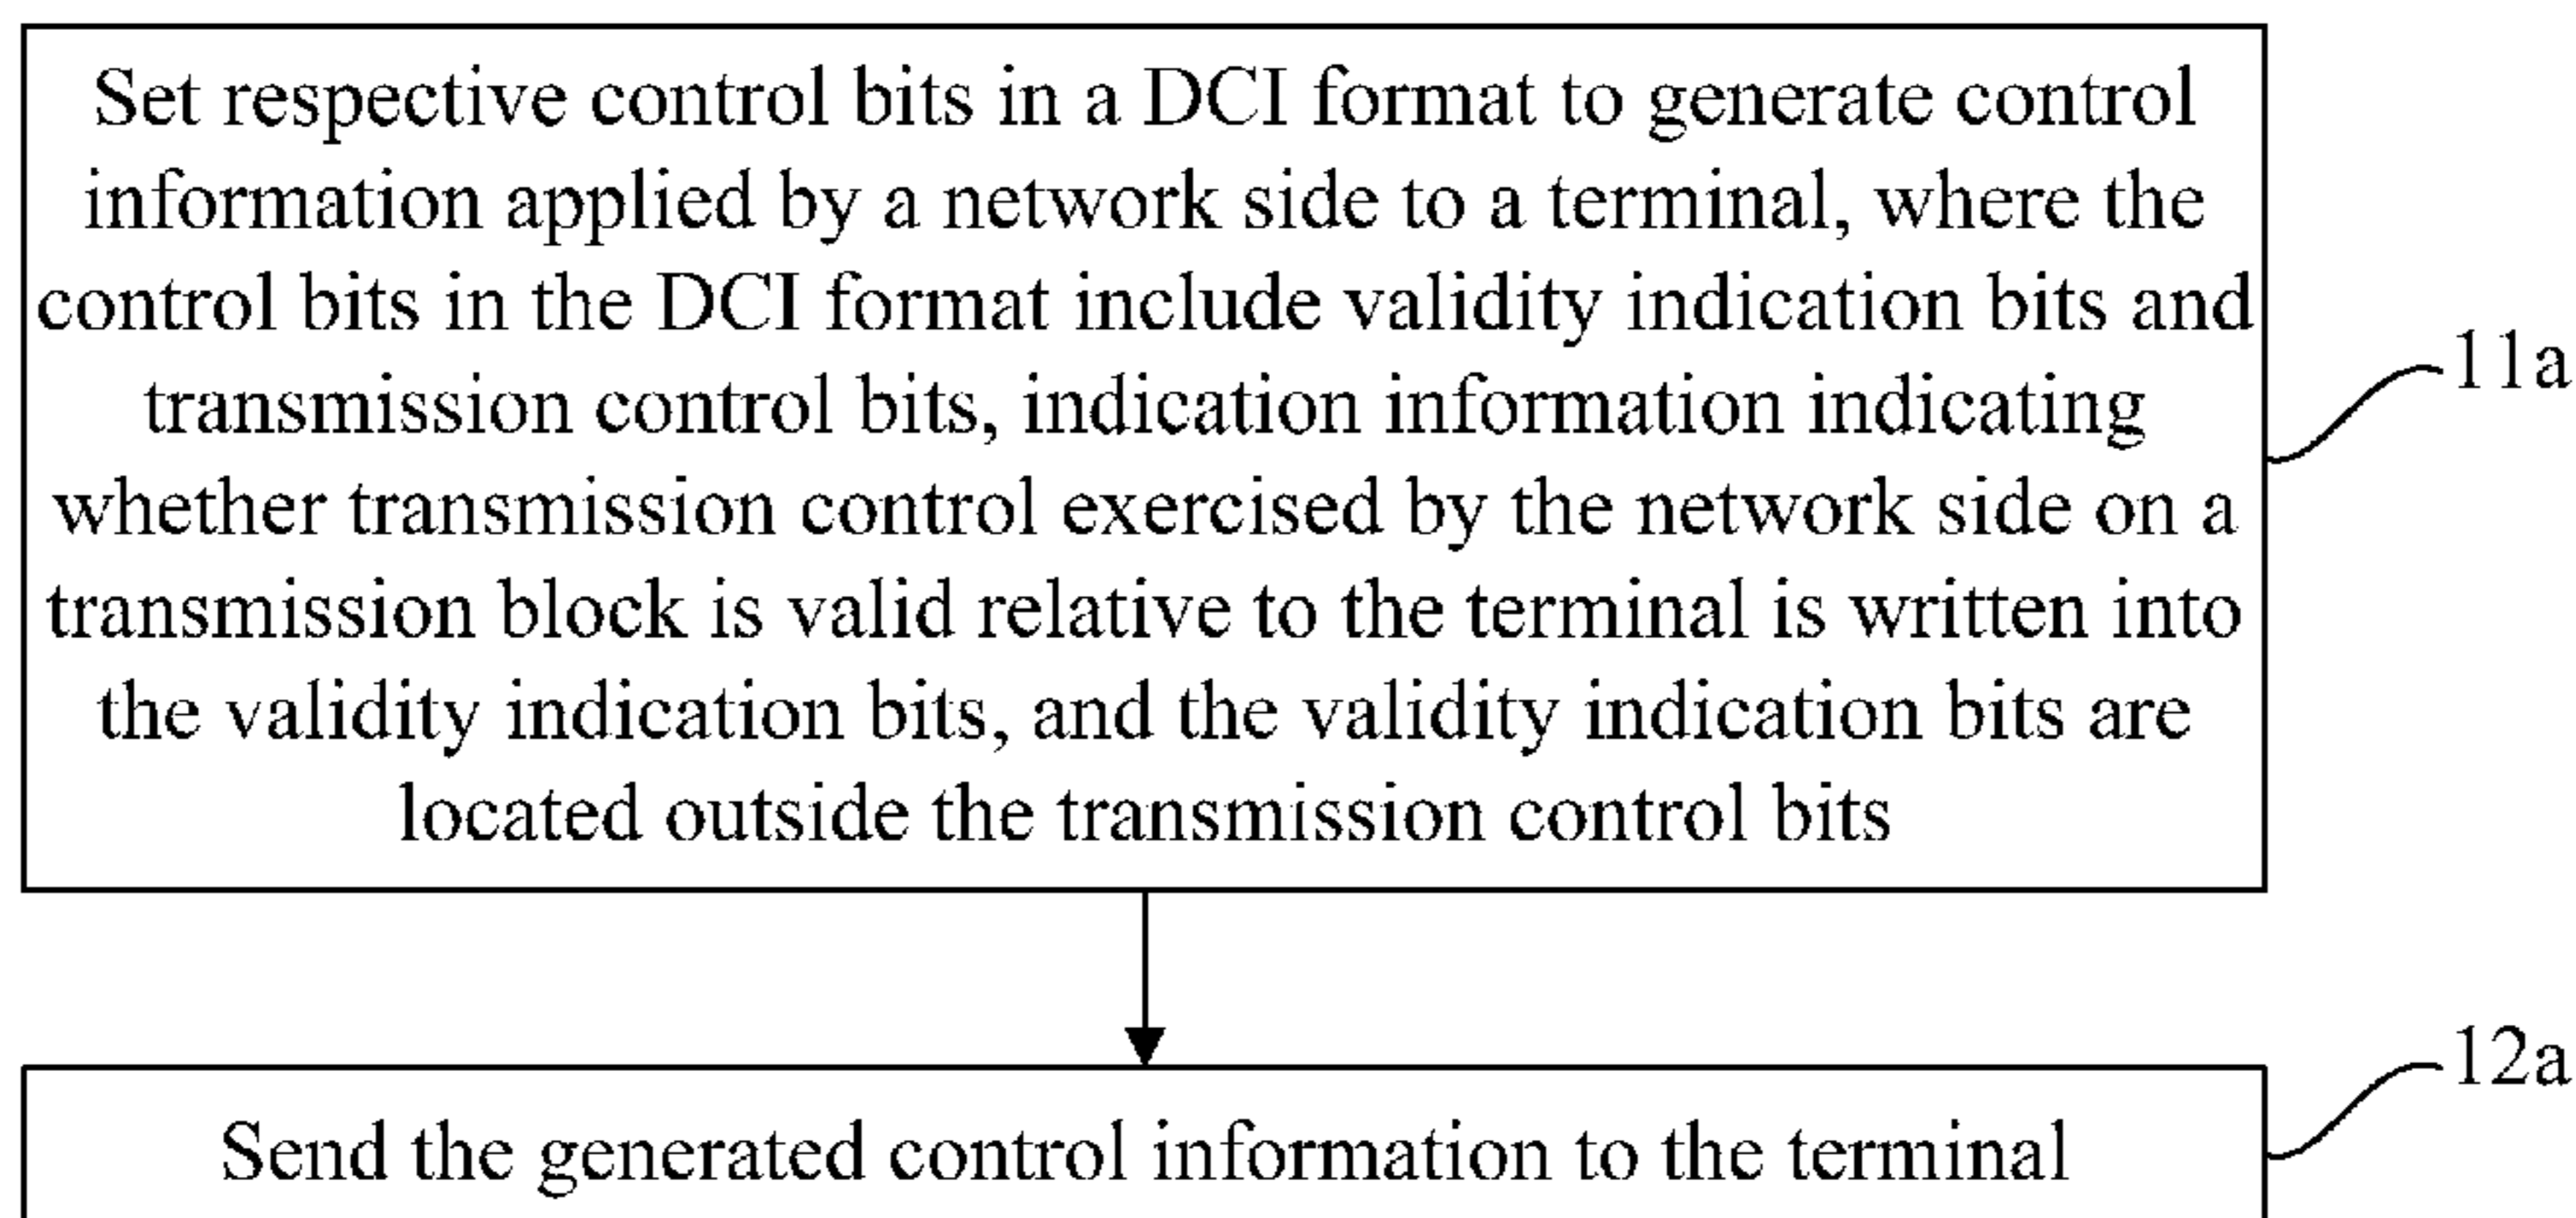 Set respective control bits in a DCI format to generate control
information applied by a network side to a terminal, where the
control bits in the DCI format include validity indication bits and
transmission control bits, indication information indicating
whether transmission control exercised by the network side on a
transmission block is valid relative to the terminal is written into
the validity indication bits, and the validity indication bits are
located outside the transmission control bits
11a
12a
Send the generated control information to the terminal